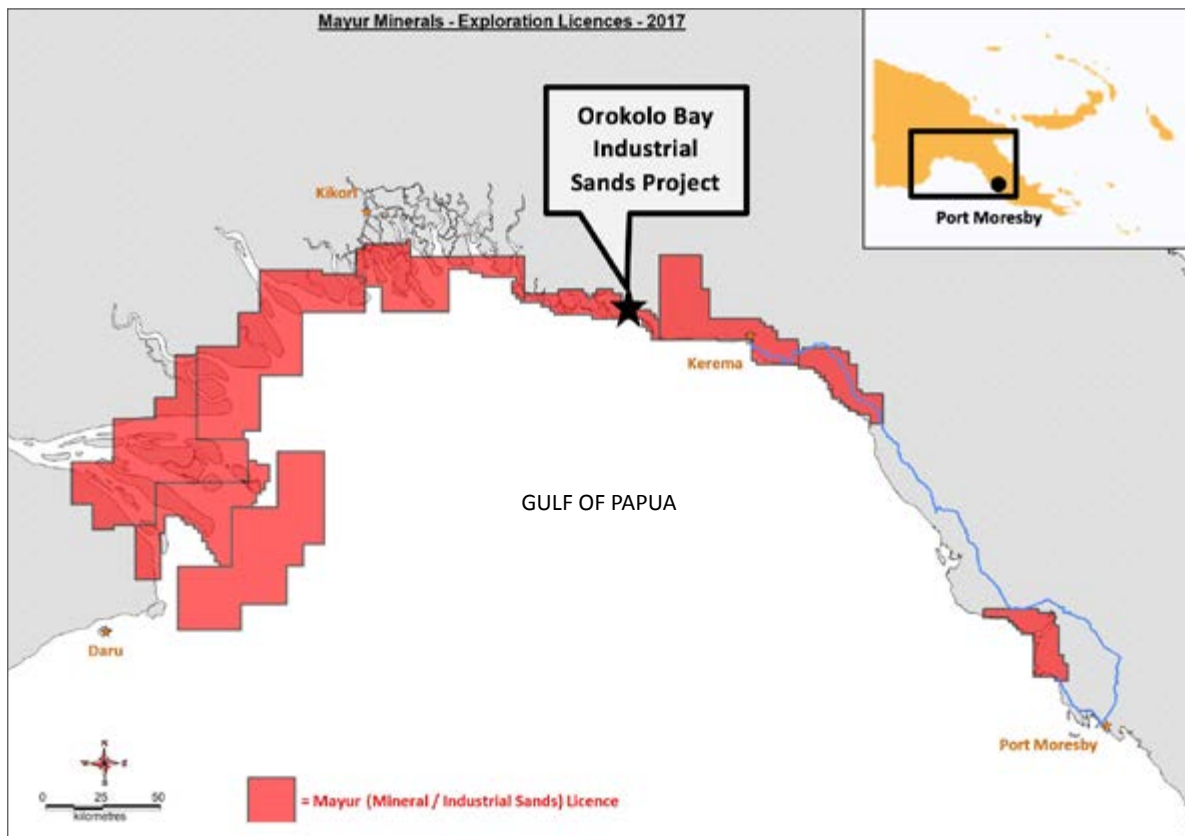 Mayur Minerals - Exploration Licences - 2017
Orokolo Bay
Industrial
Sands Project
Port Moresby
Kikori
Kerema
GULF OF PAPUA
Daru
Port Moresby
N
E
S
0 25 50
kilometres
= Mayur (Mineral / Industrial Sands) Licence